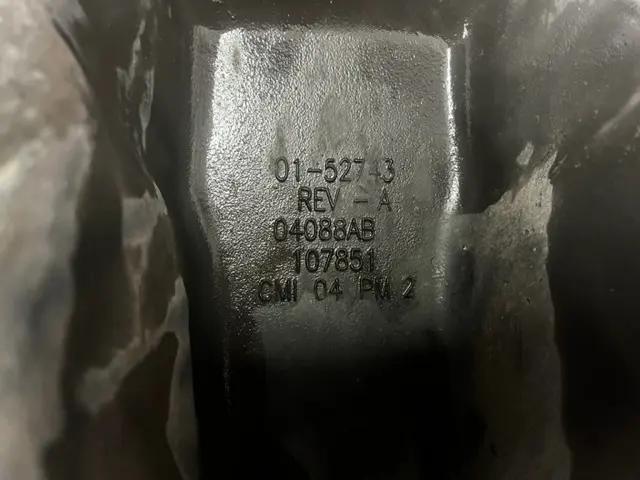 01-52743
REV - A
04088AB
107851
CMI 04 PM 2